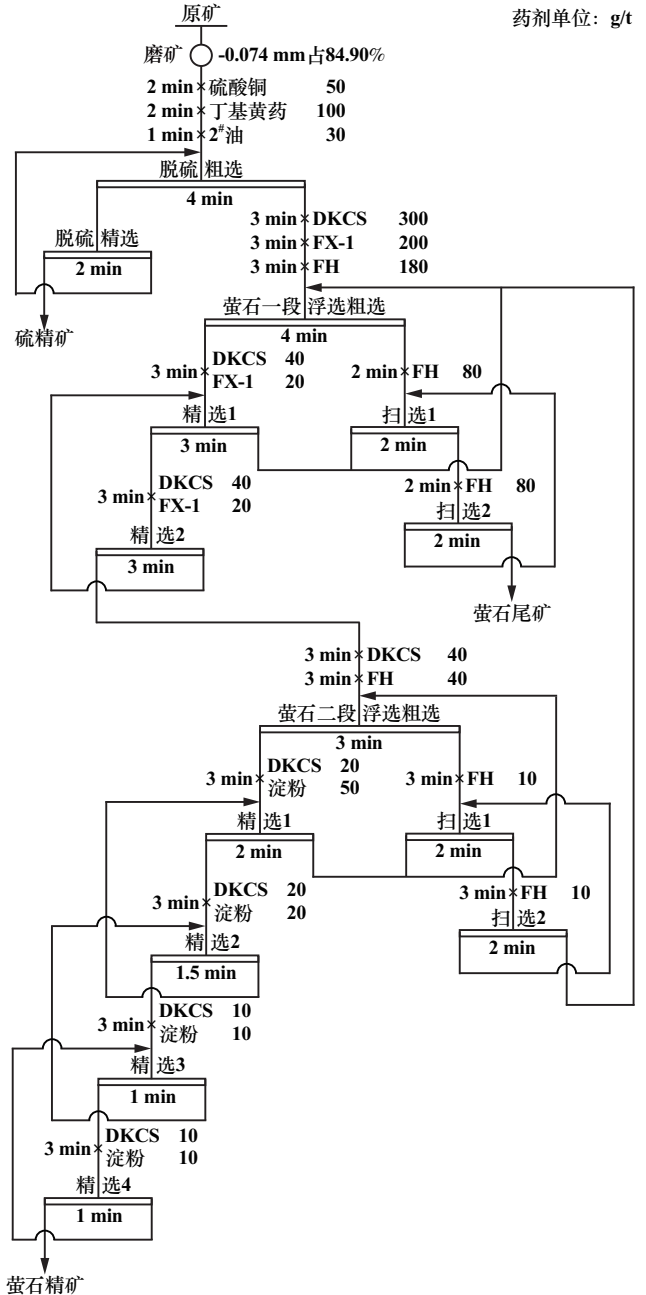 原矿
药剂单位：g/t
磨矿 -0.074 mm占84.90%
2 min 硫酸铜 50
2 min 丁基黄药 100
1 min 2#油 30
脱硫 粗选
4 min
3 min DKCS 300
脱硫 精选
3 min FX-1 200
2 min
3 min FH 180
硫精矿
萤石一段 浮选粗选
4 min
DKCS 40
3 min
FX-1 20
2 min FH 80
精 选1
扫 选1
3 min
2 min
DKCS 40
3 min
FX-1 20
2 min FH 80
精 选2
扫 选2
3 min
2 min
萤石尾矿
3 min DKCS 40
3 min FH 40
萤石二段 浮选粗选
3 min
DKCS 20
3 min
淀粉 50
3 min FH 10
精 选1
扫 选1
2 min
2 min
DKCS 20
3 min
淀粉 20
3 min FH 10
精 选2
扫 选2
1.5 min
2 min
DKCS 10
3 min
淀粉 10
精 选3
1 min
DKCS 10
3 min
淀粉 10
精 选4
1 min
萤石精矿